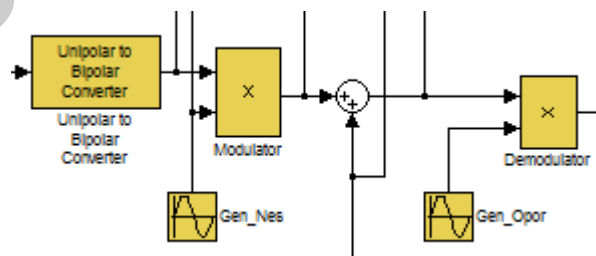 Unipolar to
Bipolar
Converter
Unipolar to
Bipolar
Converter
X
Modulator
+
+
X
Demodulator
Gen_Nes
Gen_Opor